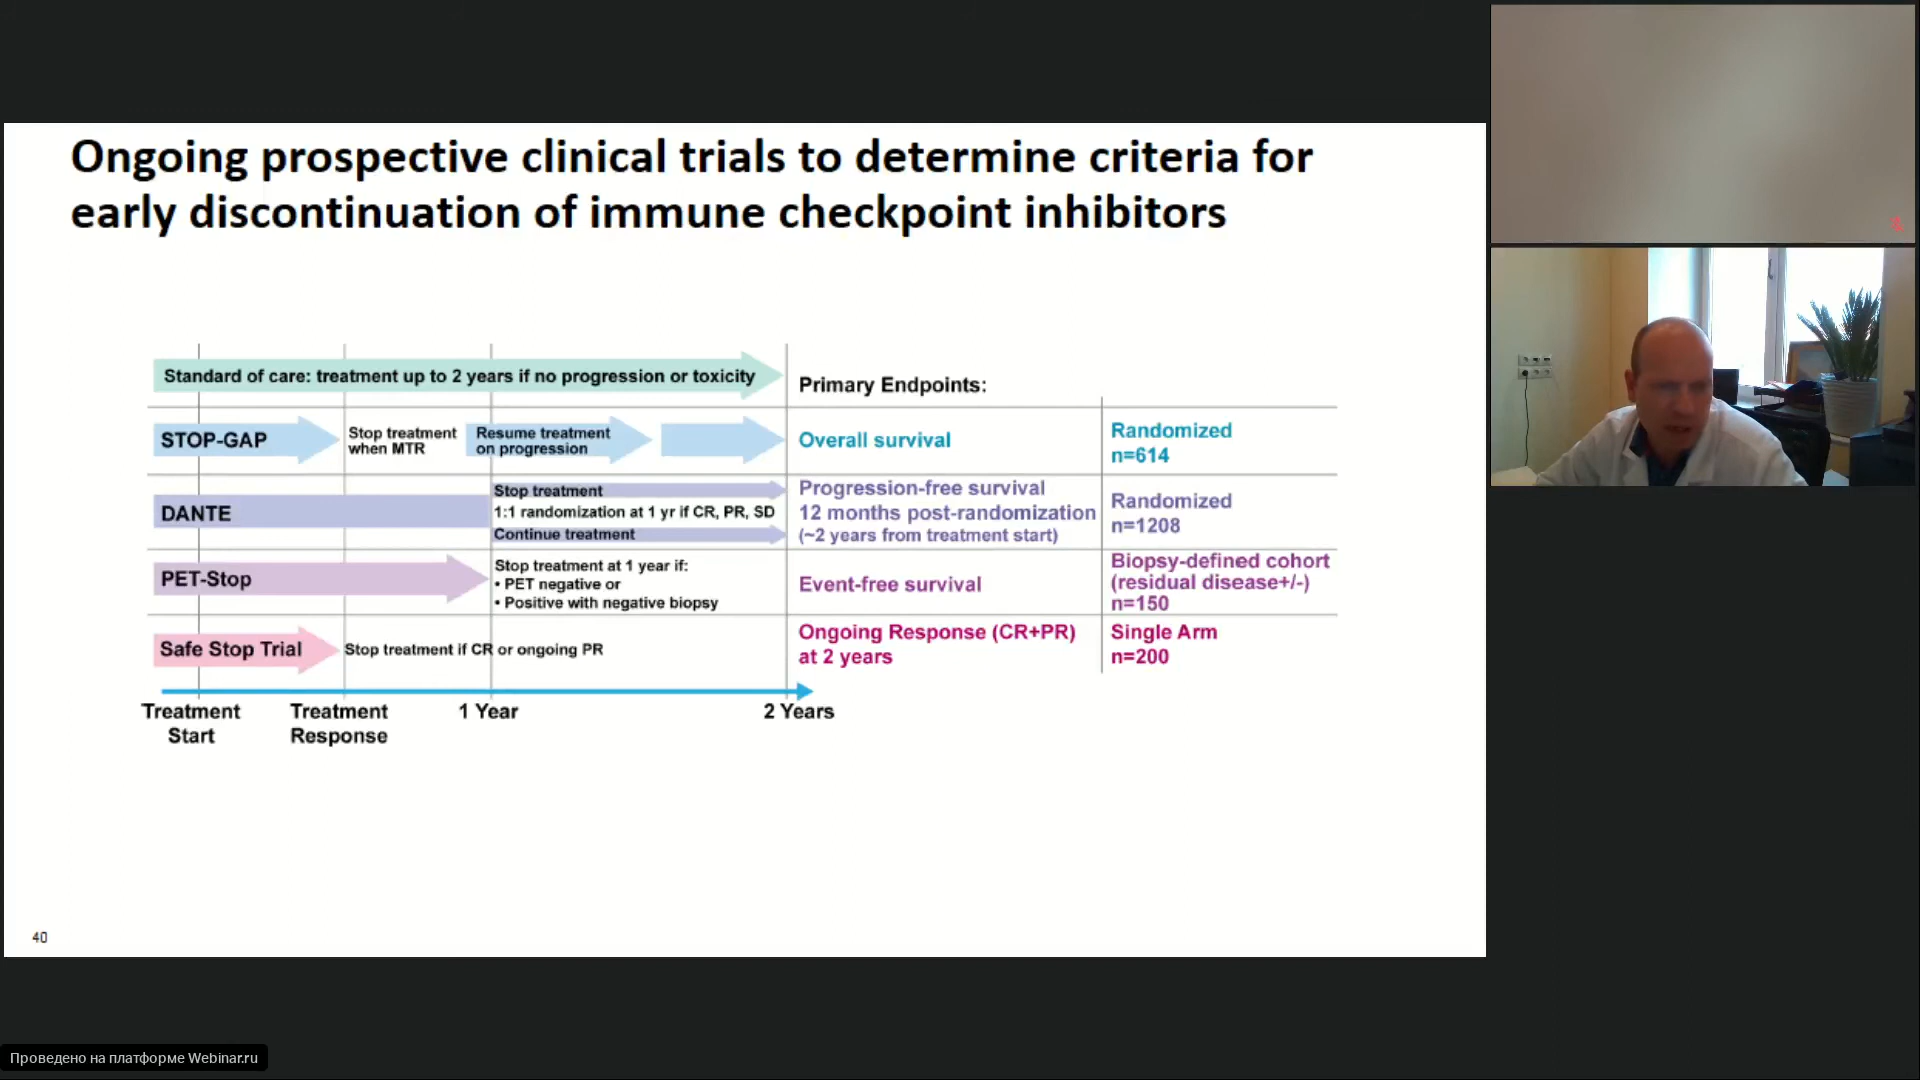 Ongoing prospective clinical trials to determine criteria for
early discontinuation of immune checkpoint inhibitors
Standard of care: treatment up to 2 years if no progression or toxicity
Primary Endpoints:
STOP-GAP
Stop treatment
when MTR
Resume treatment
on progression
Overall survival
Randomized
n=614
DANTE
Stop treatment
1:1 randomization at 1 yr if CR, PR, SD
Continue treatment
Progression-free survival
12 months post-randomization
(~2 years from treatment start)
Randomized
n=1208
PET-Stop
Stop treatment at 1 year if:
• PET negative or
• Positive with negative biopsy
Event-free survival
Biopsy-defined cohort
(residual disease+/-)
n=150
Safe Stop Trial
Stop treatment if CR or ongoing PR
Ongoing Response (CR+PR)
at 2 years
Single Arm
n=200
Treatment
Start
Treatment
Response
1 Year
2 Years
40
Проведено на платформе Webinar.ru